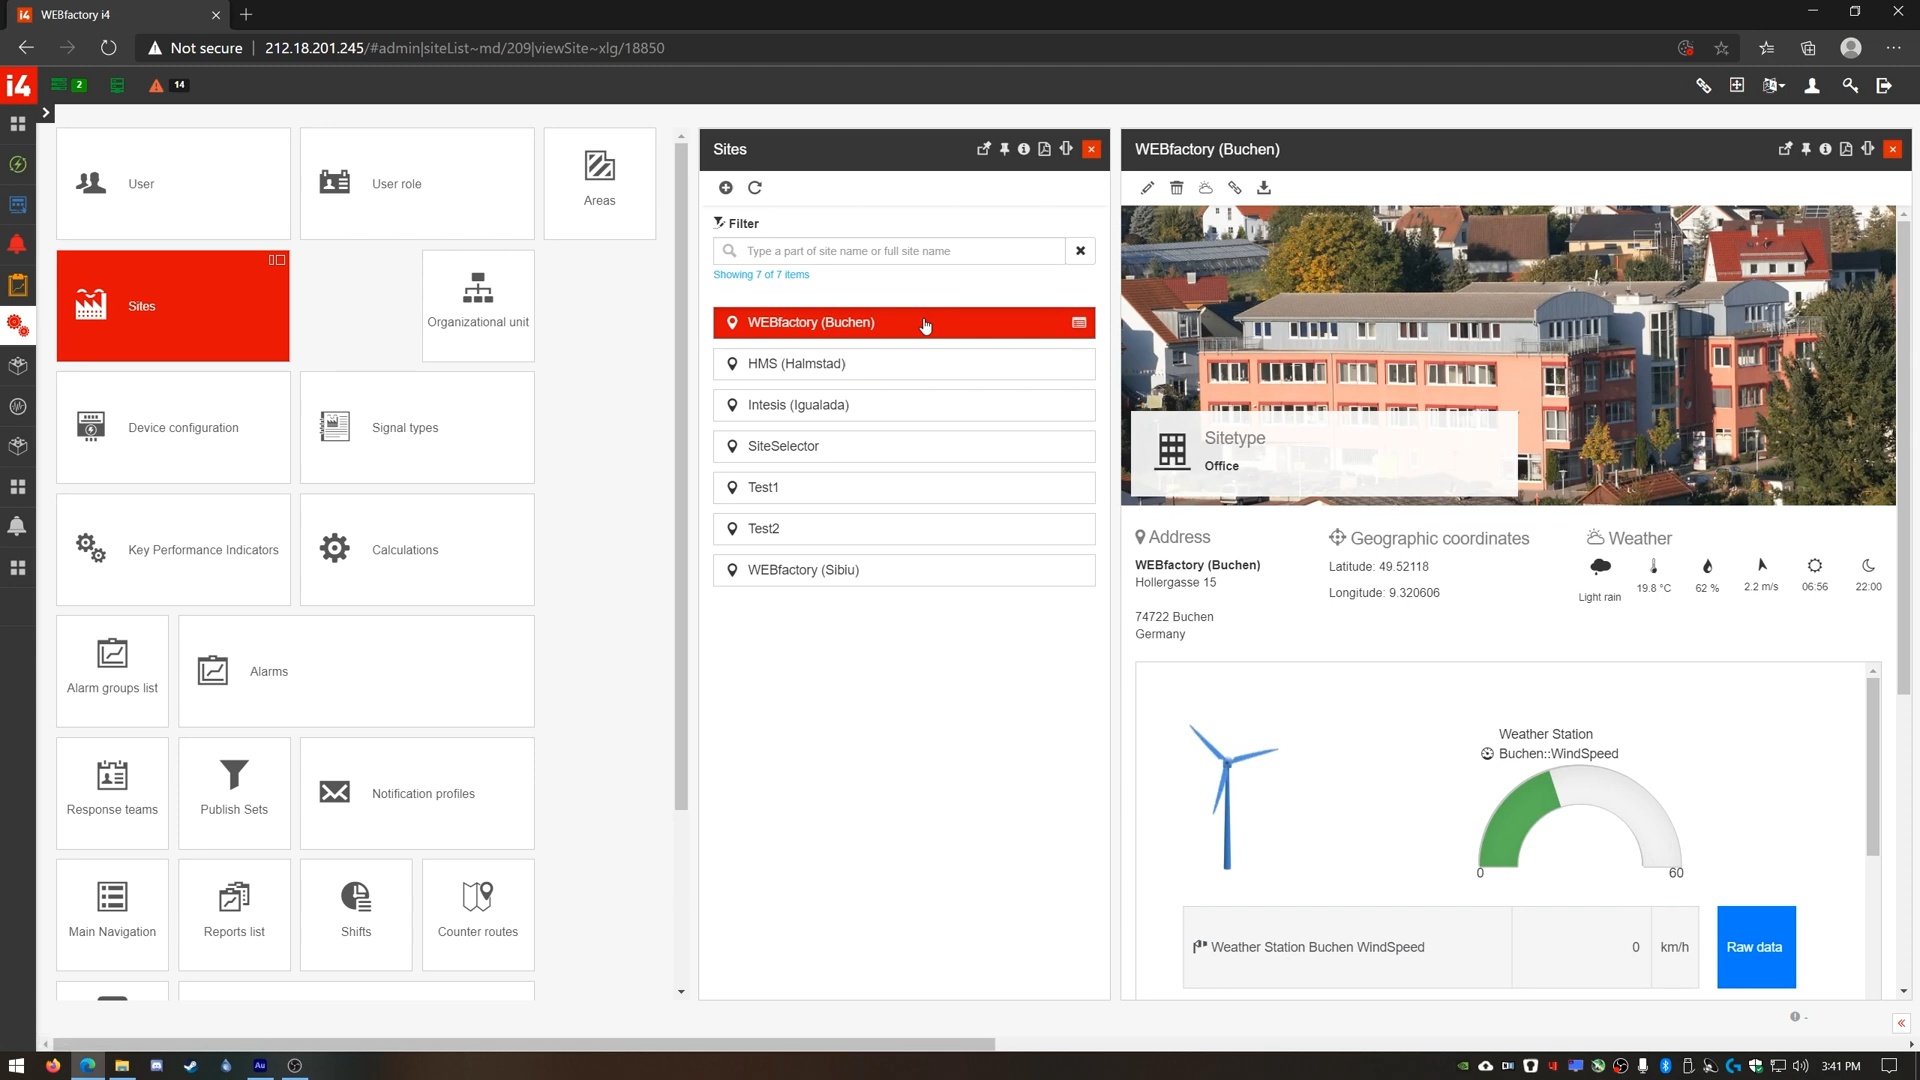 WEBfactory i4
Not secure
212.18.201.245/#admin|siteList~md/209|viewSite~xlg/18850
i4
2
14
User
User role
Areas
Sites
Organizational unit
Device configuration
Signal types
Key Performance Indicators
Calculations
Alarm groups list
Alarms
Response teams
Publish Sets
Notification profiles
Main Navigation
Reports list
Shifts
Counter routes
Sites
Filter
Type a part of site name or full site name
Showing 7 of 7 items
WEBfactory (Buchen)
HMS (Halmstad)
Intesis (Igualada)
SiteSelector
Test1
Test2
WEBfactory (Sibiu)
WEBfactory (Buchen)
Sitetype
Office
Address
WEBfactory (Buchen)
Hollergasse 15
74722 Buchen
Germany
Geographic coordinates
Latitude: 49.52118
Longitude: 9.320606
Weather
Light rain
19.8 °C
62 %
2.2 m/s
06:56
22:00
Weather Station
Buchen::WindSpeed
0
60
Weather Station Buchen WindSpeed
0
km/h
Raw data
-
Au
3:41 PM